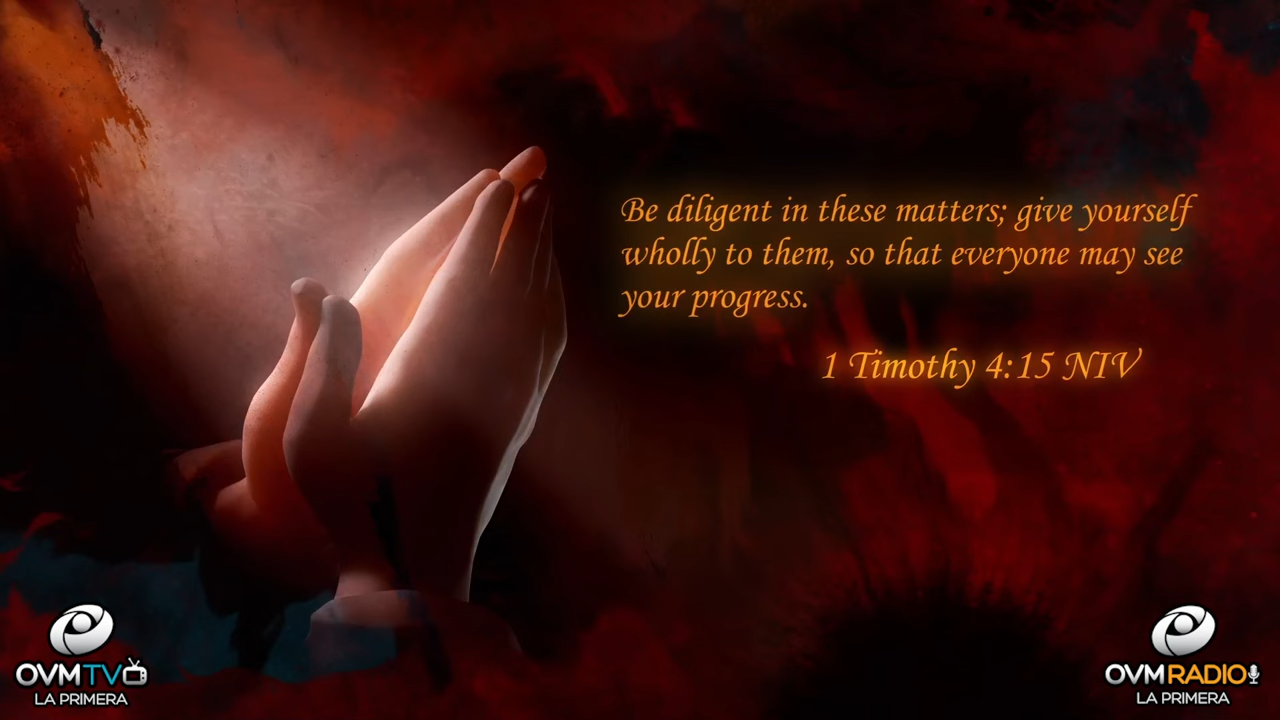 Be diligent in these matters; give yourself
wholly to them, so that everyone may see
your progress.
1 Timothy 4:15 NIV
OVMTV
LA PRIMERA
OVMRADIO
LA PRIMERA